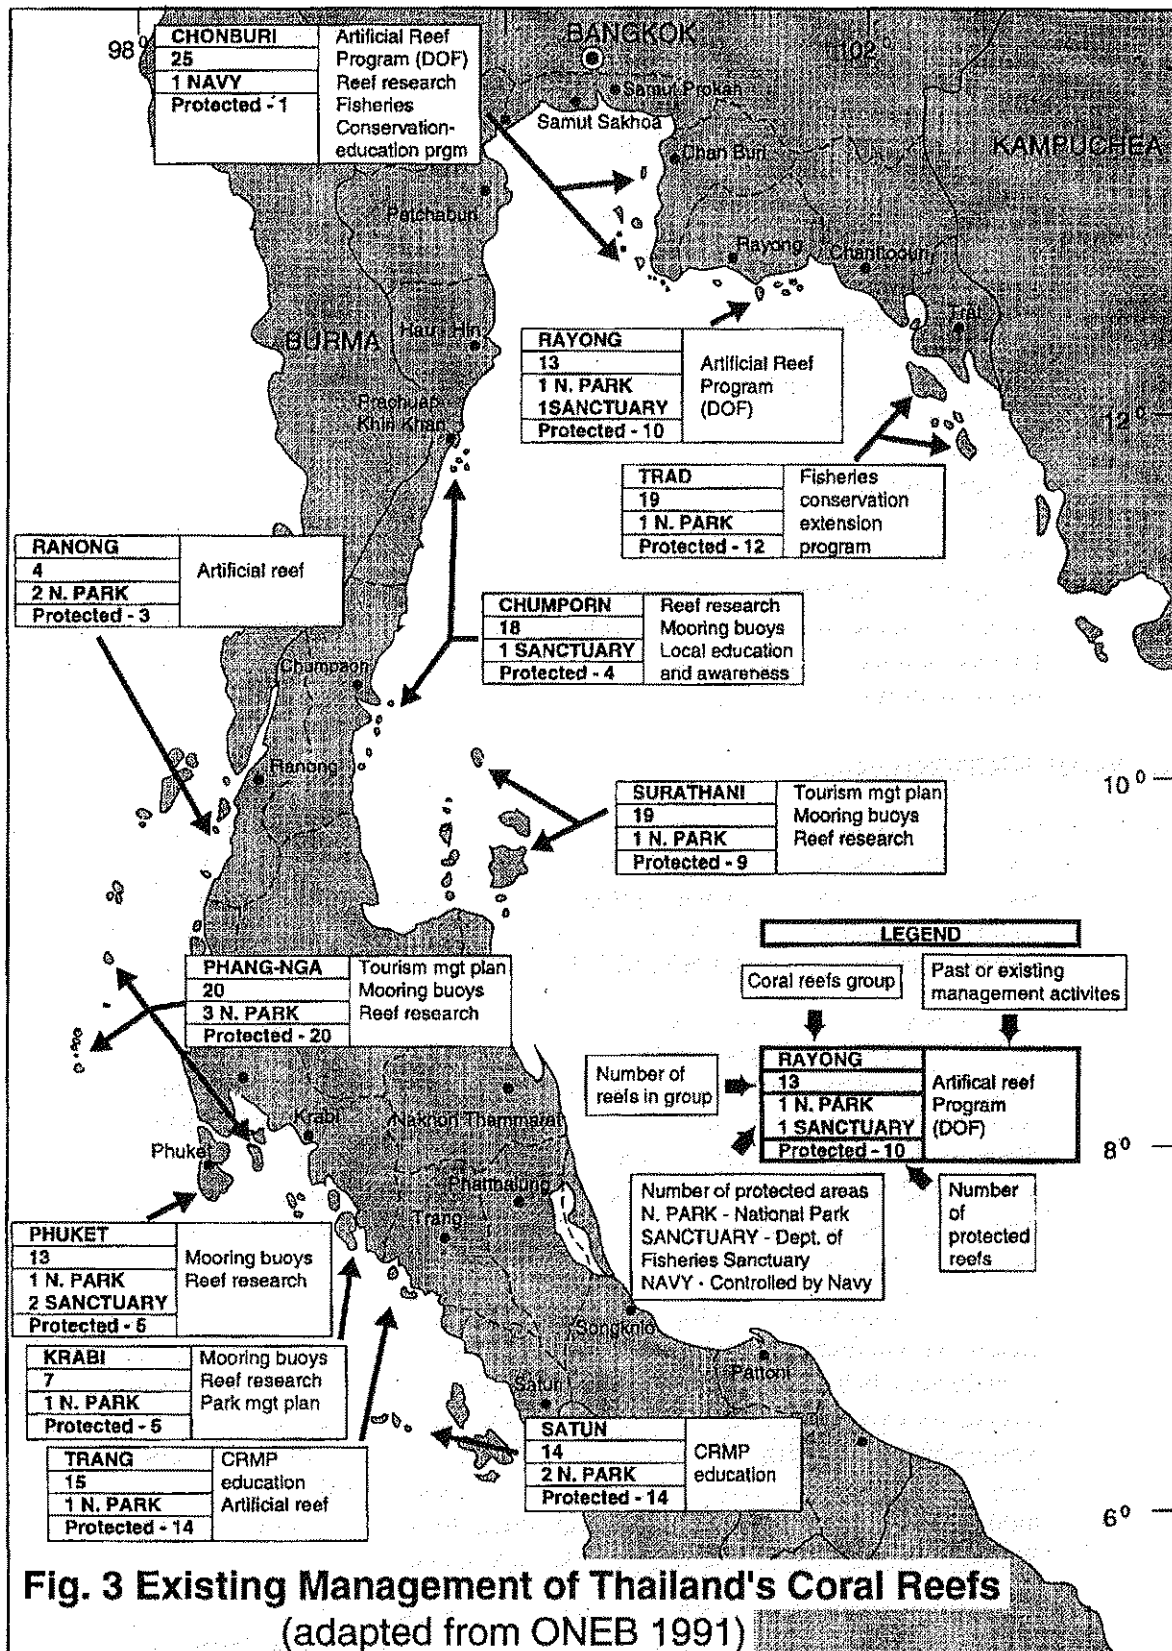 98°
CHONBURI
25
1 NAVY
Protected - 1
Artificial Reef
Program (DOF)
Reef research
Fisheries
Conservation-
education prgm
BANGKOK
102°
Samut Prokan
Samut Sakhoa
Chan Buri
KAMPUCHEA
Patchaburi
Rayong
Trat
BURMA
Hau - Hin
RAYONG
13
1 N. PARK
1SANCTUARY
Protected - 10
Artificial Reef
Program
(DOF)
Prachuap
Khiri Khan
12°
TRAD
19
1 N. PARK
Protected - 12
Fisheries
conservation
extension
program
RANONG
4
2 N. PARK
Protected - 3
Artificial reef
CHUMPORN
18
1 SANCTUARY
Protected - 4
Reef research
Mooring buoys
Local education
and awareness
Chumpaon
Ranong
10°
SURATHANI
19
1 N. PARK
Protected - 9
Tourism mgt plan
Mooring buoys
Reef research
PHANG-NGA
20
3 N. PARK
Protected - 20
Tourism mgt plan
Mooring buoys
Reef research
LEGEND
Coral reefs group
Past or existing
management activites
Number of
reefs in group
RAYONG
13
1 N. PARK
1 SANCTUARY
Protected - 10
Artifical reef
Program
(DOF)
Number of protected areas
N. PARK - National Park
SANCTUARY - Dept. of
Fisheries Sanctuary
NAVY - Controlled by Navy
Number
of
protected
reefs
Krabi
Naknon Thammarat
8°
Phuket
Phatthalung
Trang
PHUKET
13
1 N. PARK
2 SANCTUARY
Mooring buoys
Reef research
KRABI
7
1 N. PARK
Protected - 5
Mooring buoys
Reef research
Park mgt plan
Satun
TRANG
15
1 N. PARK
Protected - 14
CRMP
education
Artificial reef
SATUN
14
2 N. PARK
Protected - 14
CRMP
education
6°
Fig. 3 Existing Management of Thailand's Coral Reefs
(adapted from ONEB 1991)